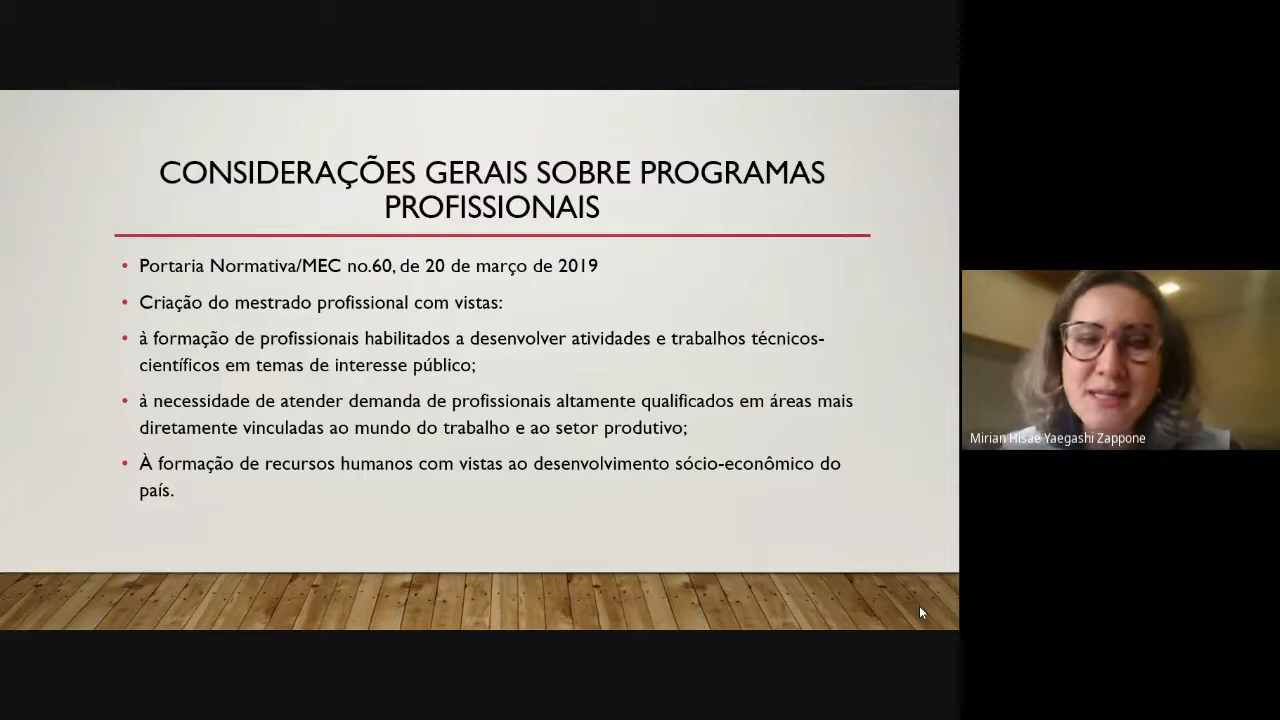 CONSIDERAÇÕES GERAIS SOBRE PROGRAMAS
PROFISSIONAIS
• Portaria Normativa/MEC no.60, de 20 de março de 2019
• Criação do mestrado profissional com vistas:
• à formação de profissionais habilitados a desenvolver atividades e trabalhos técnicos-
científicos em temas de interesse público;
• à necessidade de atender demanda de profissionais altamente qualificados em áreas mais
diretamente vinculadas ao mundo do trabalho e ao setor produtivo;
• À formação de recursos humanos com vistas ao desenvolvimento sócio-econômico do
país.
Mirian Hisae Yaegashi Zappone